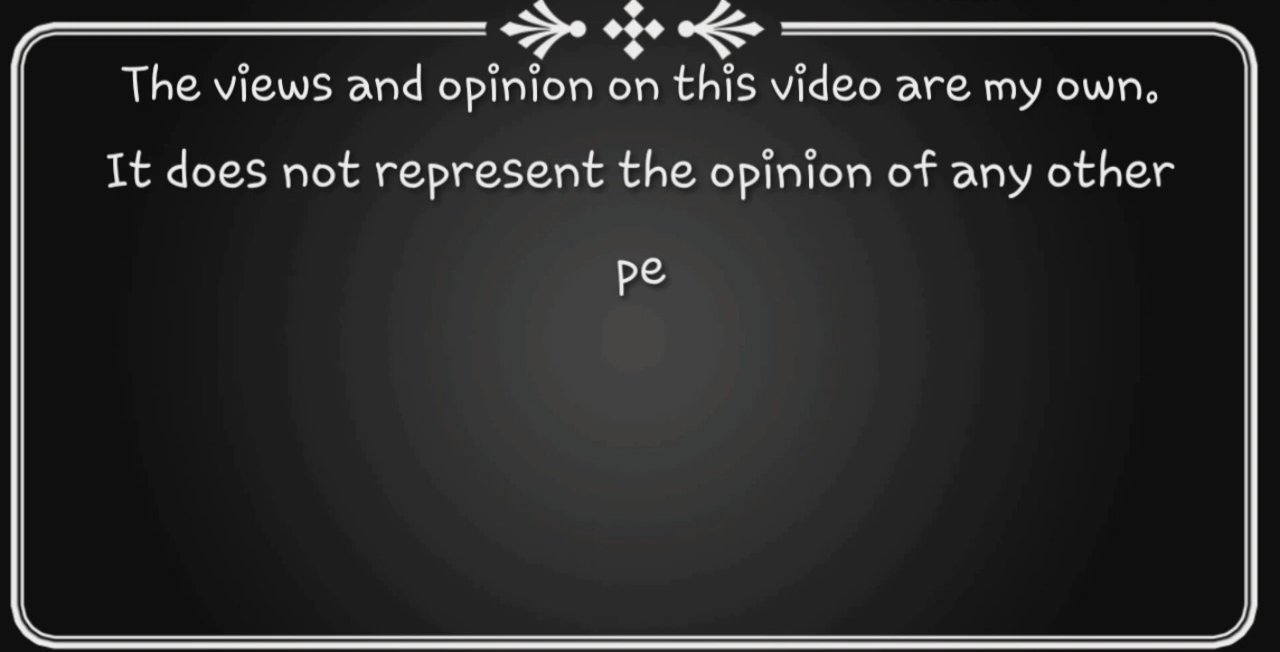 The views and opinion on this video are my own.
It does not represent the opinion of any other
pe